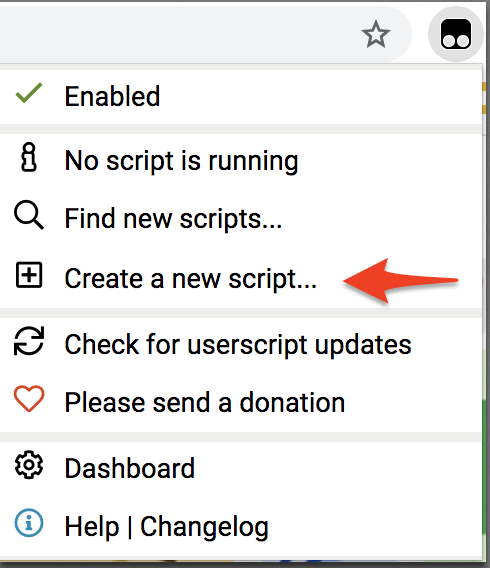 Enabled
No script is running
Find new scripts...
Create a new script...
Check for userscript updates
Please send a donation
Dashboard
Help | Changelog